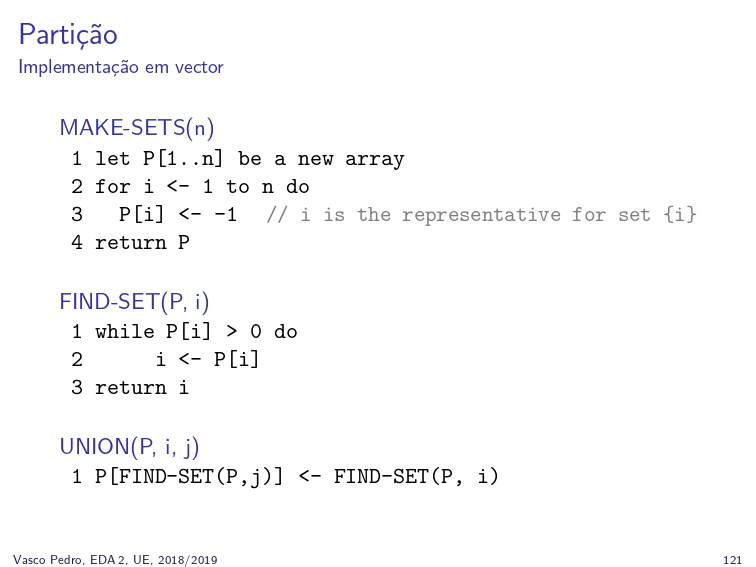 Partição
Implementação em vector
MAKE-SETS(n)
1 let P[1..n] be a new array
2 for i <- 1 to n do
3   P[i] <- -1  // i is the representative for set {i}
4 return P
FIND-SET(P, i)
1 while P[i] > 0 do
2      i <- P[i]
3 return i
UNION(P, i, j)
1 P[FIND-SET(P,j)] <- FIND-SET(P, i)
Vasco Pedro, EDA 2, UE, 2018/2019 121